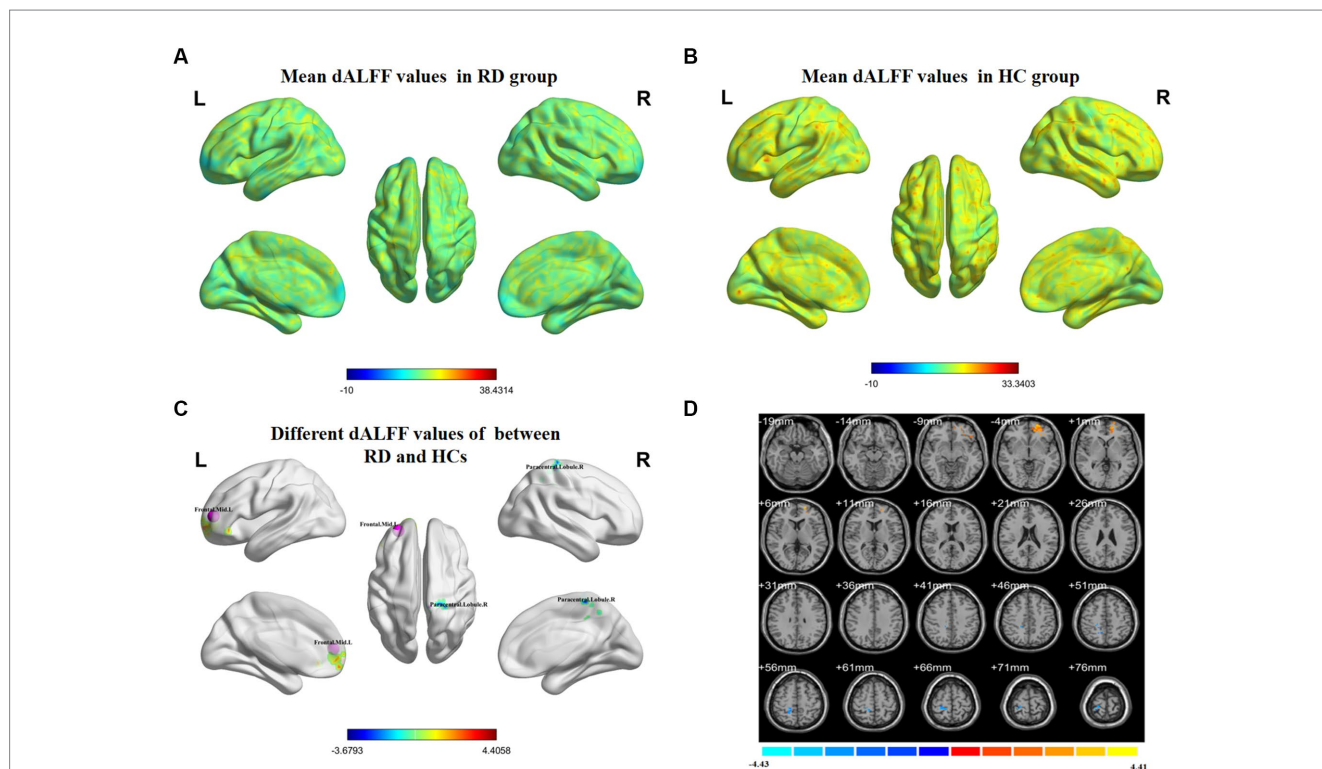 A
Mean dALFF values in RD group
L
R
-10
38.4314
B
Mean dALFF values in HC group
L
R
-10
33.3403
C
Different dALFF values of between
RD and HCs
L
R
Frontal.Mid.L
Paracentral.Lobule.R
Frontal.Mid.L
Paracentral.Lobule.R
Frontal.Mid.L
Paracentral.Lobule.R
-3.6793
4.4058
D
-19mm
-14mm
-9mm
-4mm
+1mm
+6mm
+11mm
+16mm
+21mm
+26mm
+31mm
+36mm
+41mm
+46mm
+51mm
+56mm
+61mm
+66mm
+71mm
+76mm
-4.43
4.41